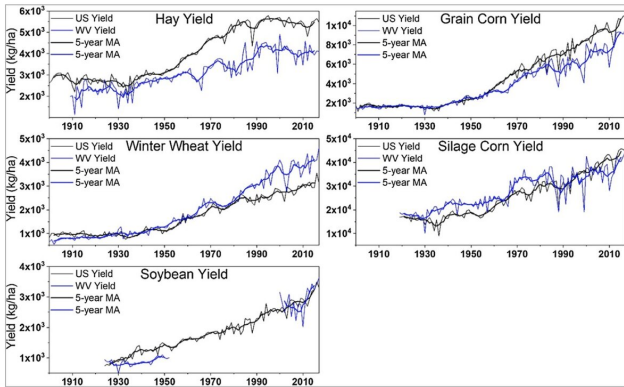 Hay Yield
US Yield
WV Yield
5-year MA
5-year MA
6x10³
5x10³
4x10³
3x10³
2x10³
1910 1930 1950 1970 1990 2010
Grain Corn Yield
US Yield
WV Yield
5-year MA
5-year MA
1x10⁴
8x10³
6x10³
4x10³
2x10³
1910 1930 1950 1970 1990 2010
Yield (kg/ha)
Winter Wheat Yield
US Yield
WV Yield
5-year MA
5-year MA
5x10³
4x10³
3x10³
2x10³
1x10³
1910 1930 1950 1970 1990 2010
Silage Corn Yield
US Yield
WV Yield
5-year MA
5-year MA
5x10⁴
4x10⁴
3x10⁴
2x10⁴
1x10⁴
1910 1930 1950 1970 1990 2010
Yield (kg/ha)
Soybean Yield
US Yield
WV Yield
5-year MA
5-year MA
4x10³
3x10³
2x10³
1x10³
1910 1930 1950 1970 1990 2010
Yield (kg/ha)